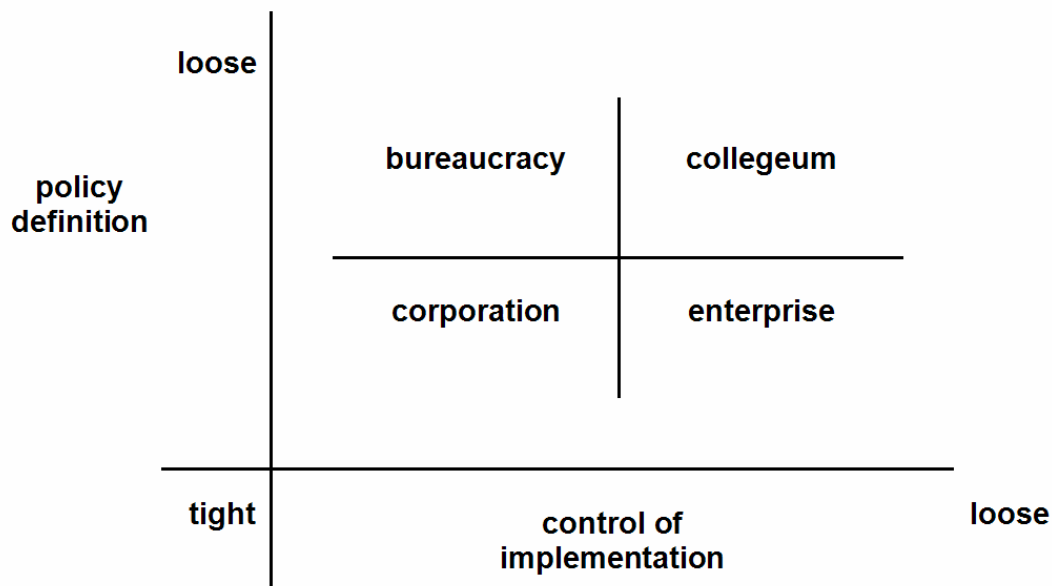 loose
bureaucracy
collegeum
policy
definition
corporation
enterprise
tight
control of
implementation
loose